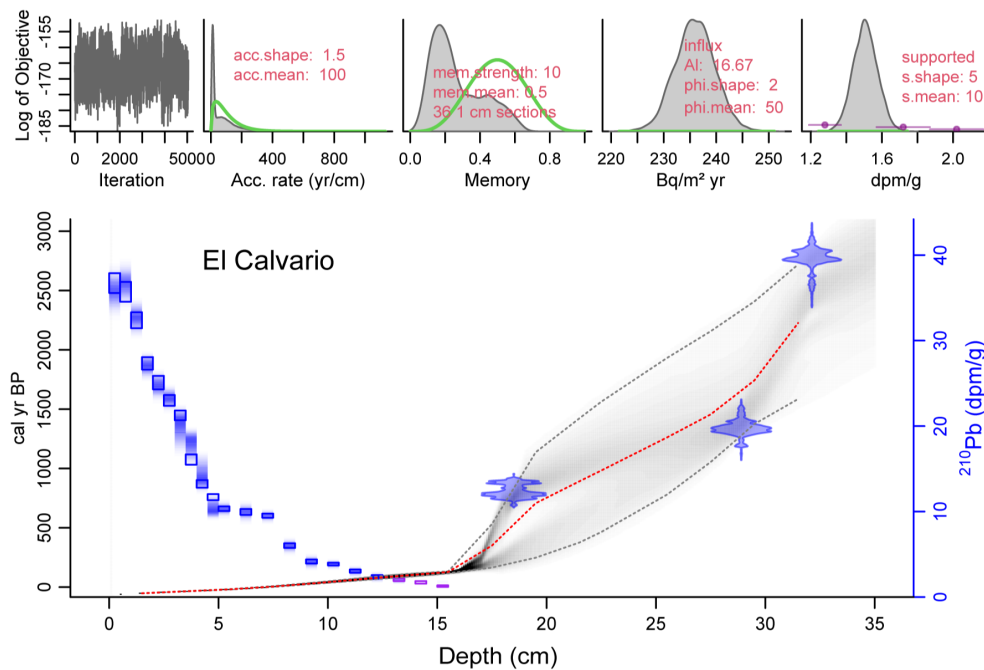 Log of Objective
-155
-170
-185
0 2000 50000
Iteration
acc.shape: 1.5
acc.mean: 100
400 800
Acc. rate (yr/cm)
mem.strength: 10
mem.mean: 0.5
36 1 cm sections
0.0 0.4 0.8
Memory
influx
Al: 16.67
phi.shape: 2
phi.mean: 50
220 230 240 250
Bq/m² yr
supported
s.shape: 5
s.mean: 10
1.2 1.6 2.0
dpm/g
El Calvario
cal yr BP
3000
2500
2000
1500
1000
500
0
0 5 10 15 20 25 30 35
Depth (cm)
40
30
20
10
0
²¹⁰Pb (dpm/g)